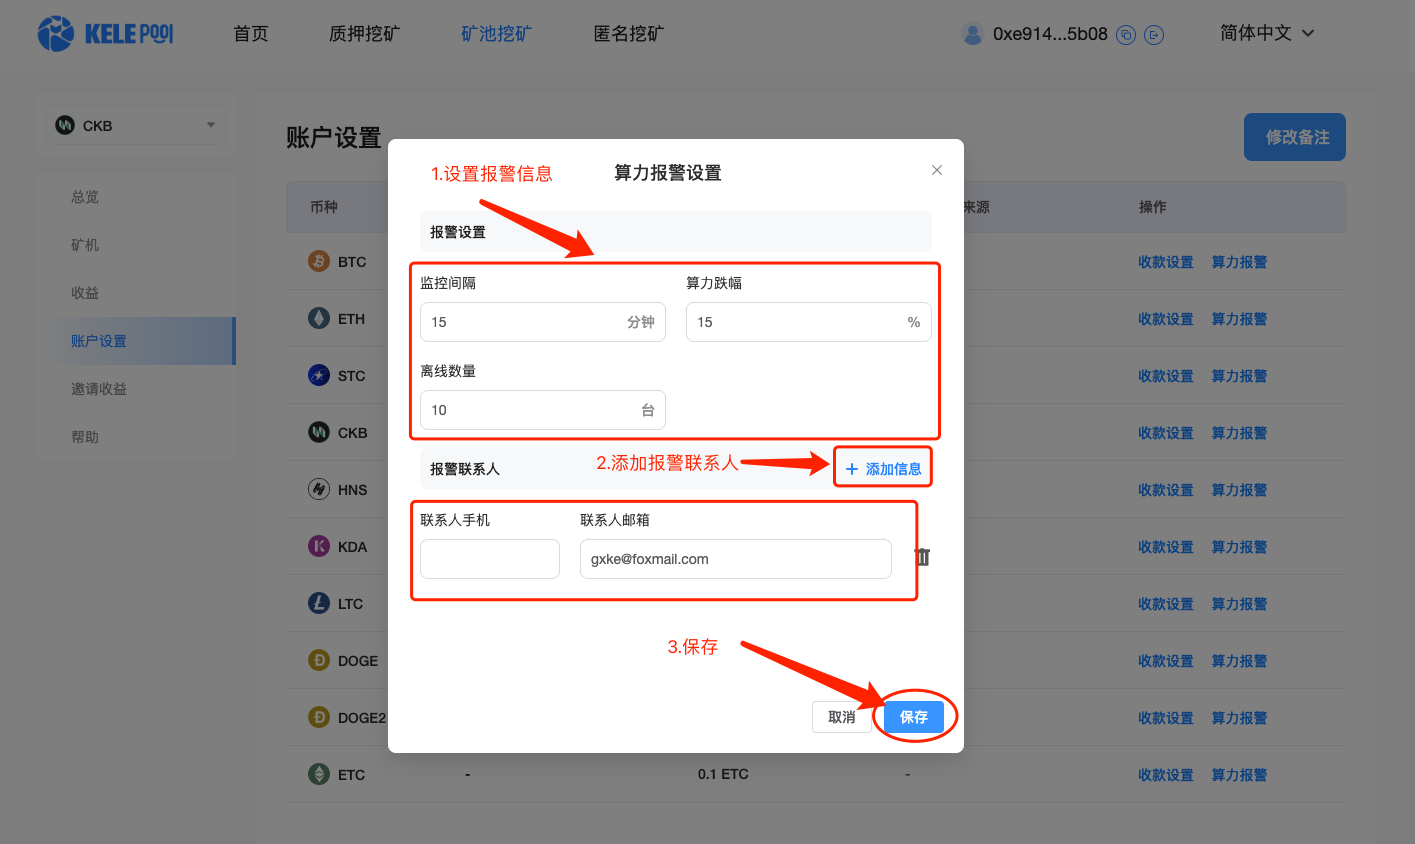 KELE POOl
首页
质押挖矿
矿池挖矿
匿名挖矿
0xe914...5b08
简体中文
CKB
总览
矿机
收益
账户设置
邀请收益
帮助
账户设置
修改备注
币种
来源
操作
BTC
收款设置 算力报警
ETH
收款设置 算力报警
STC
收款设置 算力报警
CKB
收款设置 算力报警
HNS
收款设置 算力报警
KDA
收款设置 算力报警
LTC
收款设置 算力报警
DOGE
收款设置 算力报警
DOGE2
收款设置 算力报警
ETC - 0.1 ETC - 收款设置 算力报警
1.设置报警信息
算力报警设置
报警设置
监控间隔 算力跌幅
15 分钟 15 %
离线数量
10 台
报警联系人
2.添加报警联系人
+ 添加信息
联系人手机 联系人邮箱
gxke@foxmail.com
3.保存
取消 保存